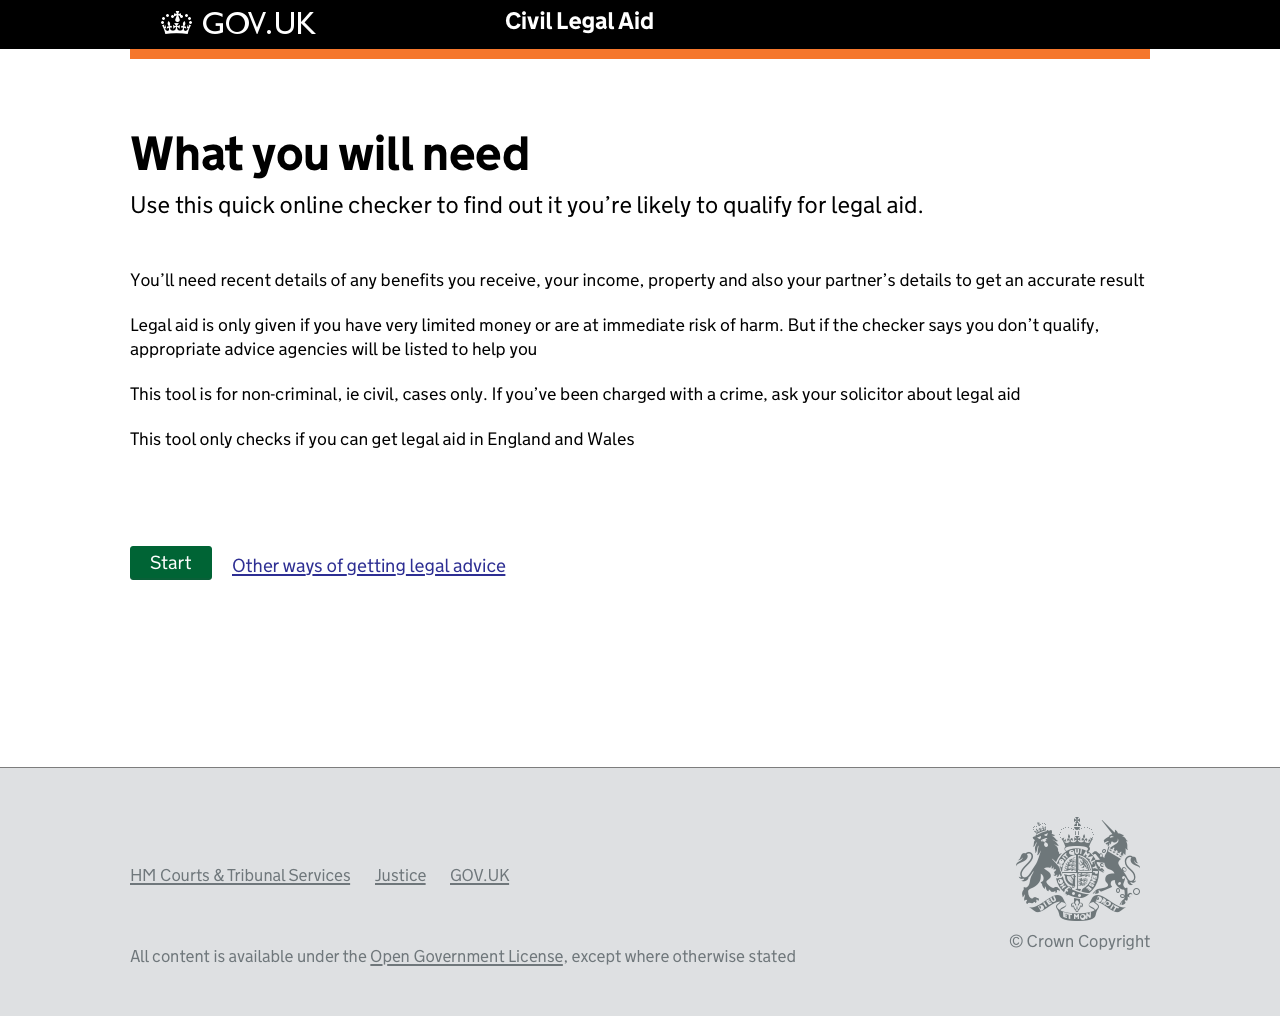 GOV.UK
Civil Legal Aid
What you will need
Use this quick online checker to find out it you’re likely to qualify for legal aid.
You’ll need recent details of any benefits you receive, your income, property and also your partner’s details to get an accurate result
Legal aid is only given if you have very limited money or are at immediate risk of harm. But if the checker says you don’t qualify,
appropriate advice agencies will be listed to help you
This tool is for non-criminal, ie civil, cases only. If you’ve been charged with a crime, ask your solicitor about legal aid
This tool only checks if you can get legal aid in England and Wales
Start
Other ways of getting legal advice
HM Courts & Tribunal Services
Justice
GOV.UK
© Crown Copyright
All content is available under the Open Government License, except where otherwise stated